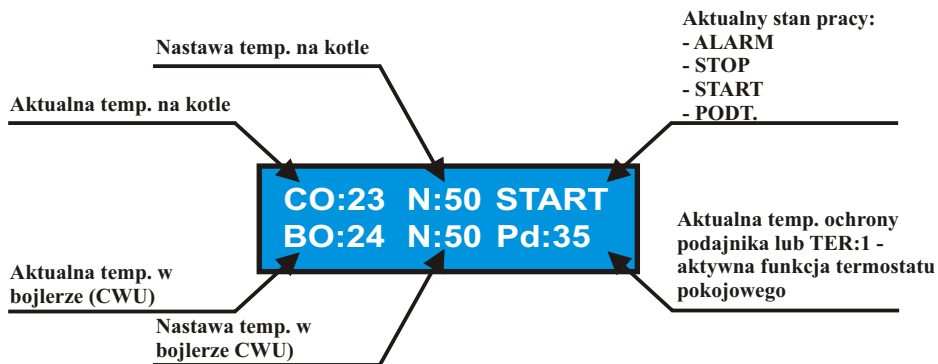 Aktualny stan pracy:
- ALARM
- STOP
- START
- PODT.
Nastawa temp. na kotle
Aktualna temp. na kotle
CO:23 N:50 START
BO:24 N:50 Pd:35
Aktualna temp. ochrony
podajnika lub TER:1 -
aktywna funkcja termostatu
pokojowego
Aktualna temp. w
bojlerze (CWU)
Nastawa temp. w
bojlerze CWU)